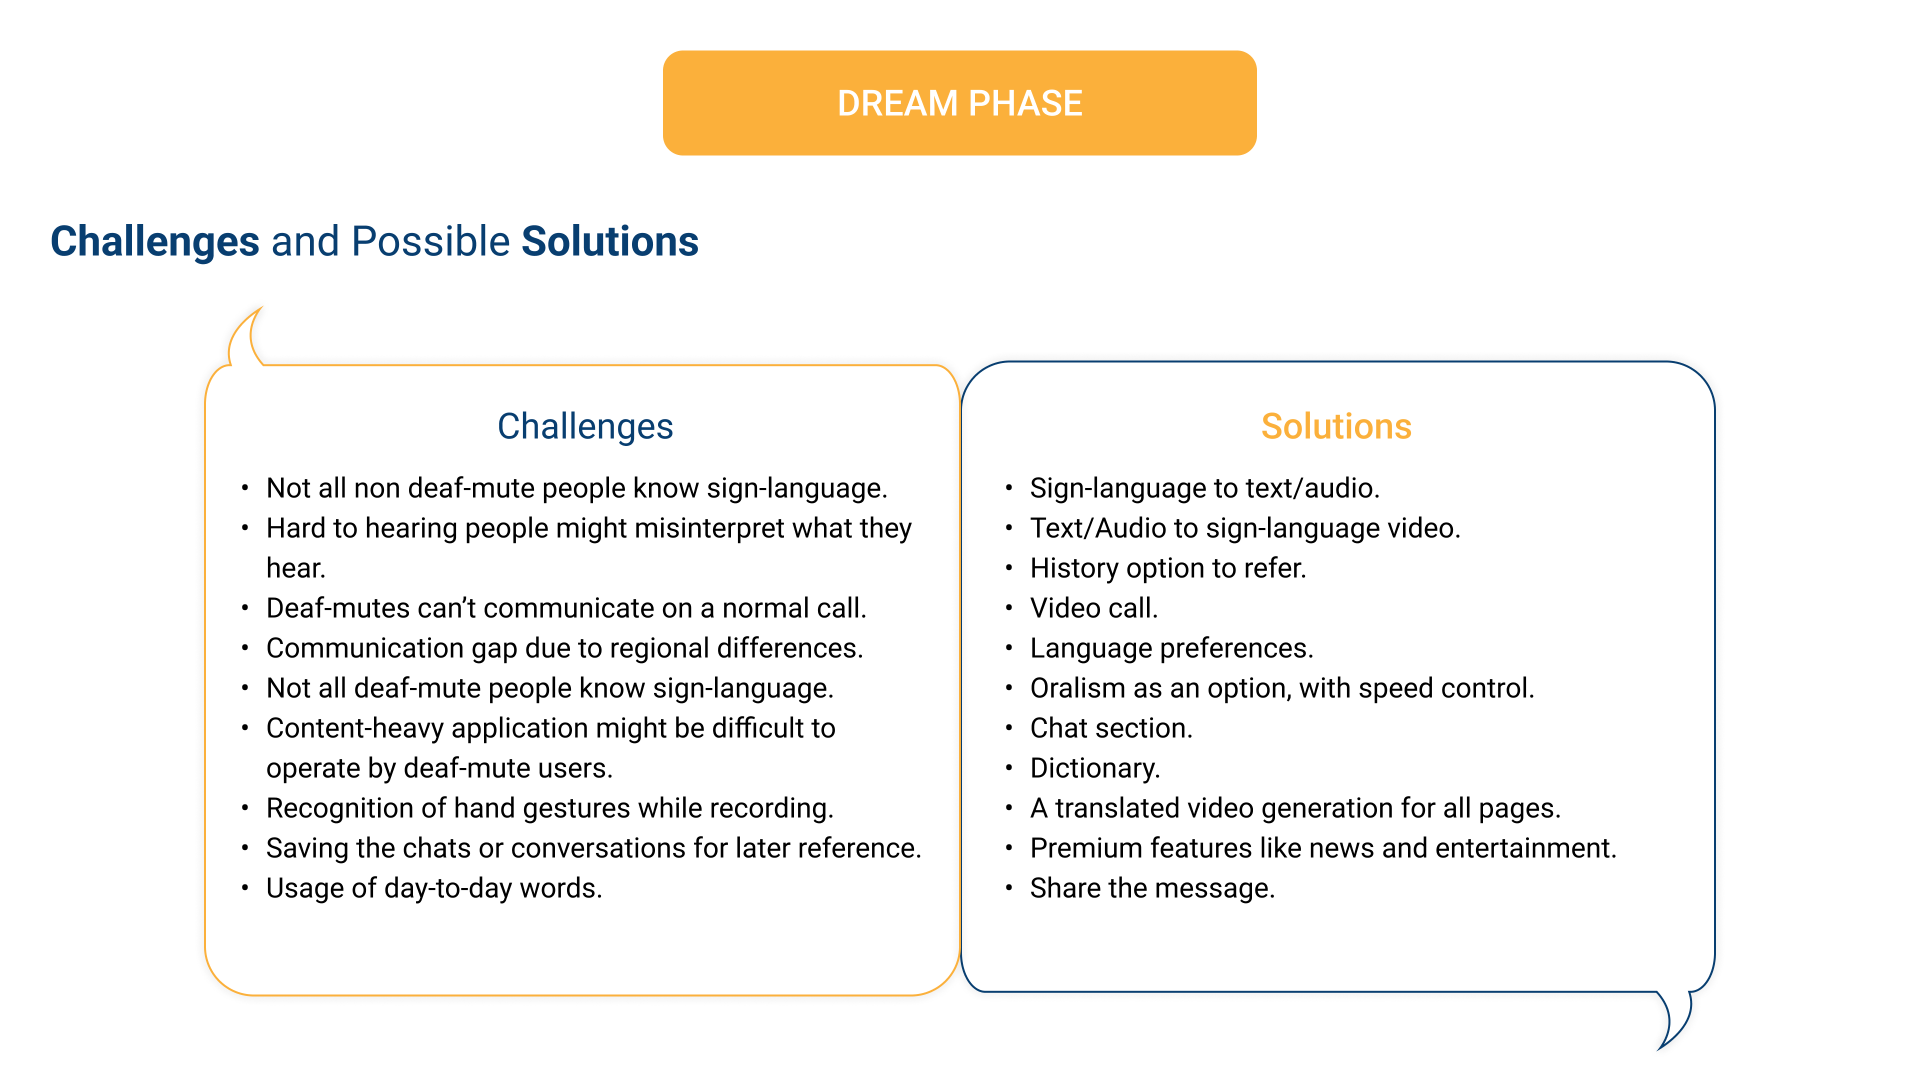 DREAM PHASE
Challenges and Possible Solutions
Challenges
• Not all non deaf-mute people know sign-language.
• Hard to hearing people might misinterpret what they
hear.
• Deaf-mutes can’t communicate on a normal call.
• Communication gap due to regional differences.
• Not all deaf-mute people know sign-language.
• Content-heavy application might be difficult to
operate by deaf-mute users.
• Recognition of hand gestures while recording.
• Saving the chats or conversations for later reference.
• Usage of day-to-day words.
Solutions
• Sign-language to text/audio.
• Text/Audio to sign-language video.
• History option to refer.
• Video call.
• Language preferences.
• Oralism as an option, with speed control.
• Chat section.
• Dictionary.
• A translated video generation for all pages.
• Premium features like news and entertainment.
• Share the message.